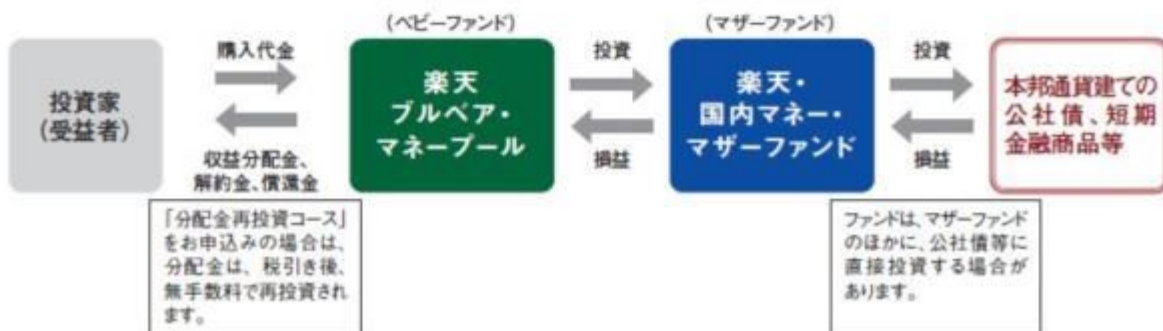 (ベビーファンド)
(マザーファンド)
投資家
(受益者)
購入代金
収益分配金、
解約金、償還金
楽天
ブルベア・
マネープール
投資
損益
楽天・
国内マネー・
マザーファンド
投資
損益
本邦通貨建ての
公社債、短期
金融商品等
「分配金再投資コース」
をお申込みの場合は、
分配金は、税引き後、
無手数料で再投資され
ます。
ファンドは、マザーファンド
のほかに、公社債等に
直接投資する場合が
あります。